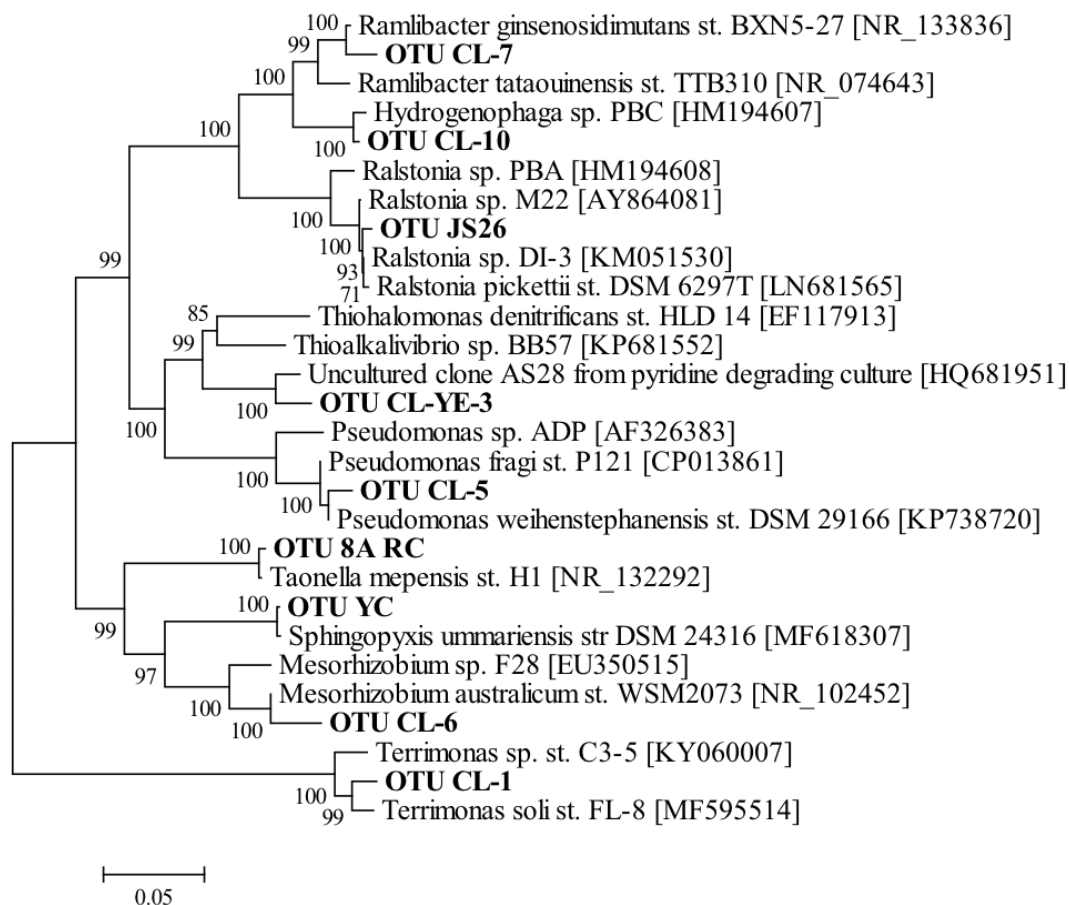 100
Ramlibacter ginsenosidimutans st. BXN5-27 [NR_133836]
99
OTU CL-7
100
Ramlibacter tataouinensis st. TTB310 [NR_074643]
Hydrogenophaga sp. PBC [HM194607]
100
100
OTU CL-10
Ralstonia sp. PBA [HM194608]
Ralstonia sp. M22 [AY864081]
100
OTU JS26
100
Ralstonia sp. DI-3 [KM051530]
99
93
Ralstonia pickettii st. DSM 6297T [LN681565]
71
85
Thiohalomonas denitrificans st. HLD 14 [EF117913]
99
Thioalkalivibrio sp. BB57 [KP681552]
Uncultured clone AS28 from pyridine degrading culture [HQ681951]
100
OTU CL-YE-3
100
Pseudomonas sp. ADP [AF326383]
Pseudomonas fragi st. P121 [CP013861]
100
OTU CL-5
100
Pseudomonas weihenstephanensis st. DSM 29166 [KP738720]
100
OTU 8A RC
Taonella mepensis st. H1 [NR_132292]
100
OTU YC
99
Sphingopyxis ummariensis str DSM 24316 [MF618307]
97
Mesorhizobium sp. F28 [EU350515]
Mesorhizobium australicum st. WSM2073 [NR_102452]
100
OTU CL-6
100
Terrimonas sp. st. C3-5 [KY060007]
OTU CL-1
100
Terrimonas soli st. FL-8 [MF595514]
99
0.05